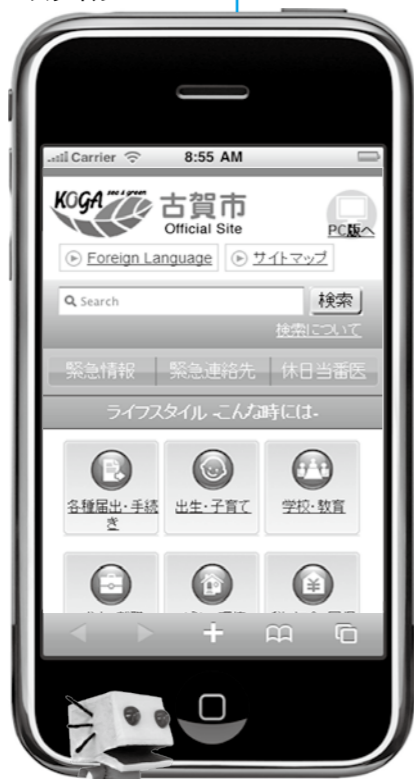 Carrier 8:55 AM
KOGA sea & green 古賀市
Official Site
PC版へ
Foreign Language サイトマップ
Search 検索
検索について
緊急情報 緊急連絡先 休日当番医
ライフスタイル -こんな時には-
各種届出・手続き 出生・子育て 学校・教育